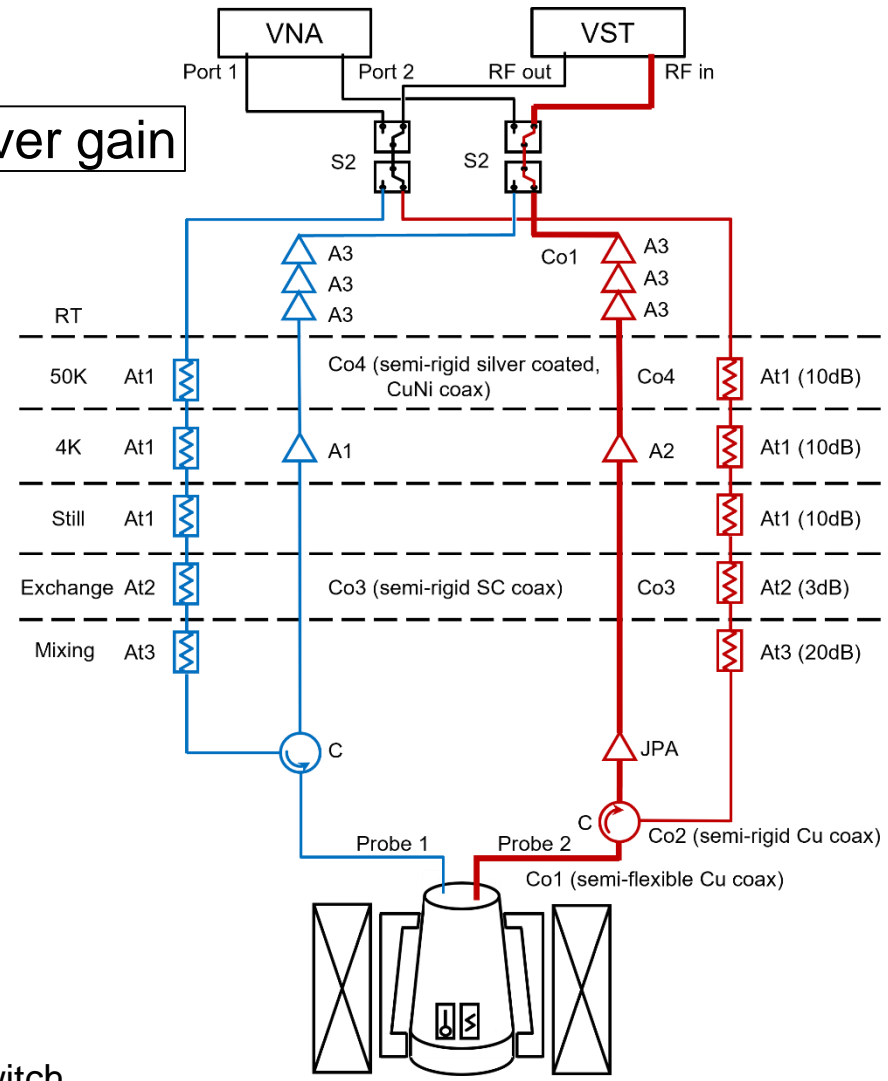 VNA
VST
Port 1
Port 2
RF out
RF in
ver gain
S2
S2
A3
A3
A3
Co1
A3
A3
A3
RT
50K
At1
Co4 (semi-rigid silver coated,
CuNi coax)
Co4
At1 (10dB)
4K
At1
A1
A2
At1 (10dB)
Still
At1
At1 (10dB)
Exchange
At2
Co3 (semi-rigid SC coax)
Co3
At2 (3dB)
Mixing
At3
At3 (20dB)
C
JPA
C
Co2 (semi-rigid Cu coax)
Probe 1
Probe 2
Co1 (semi-flexible Cu coax)
witch